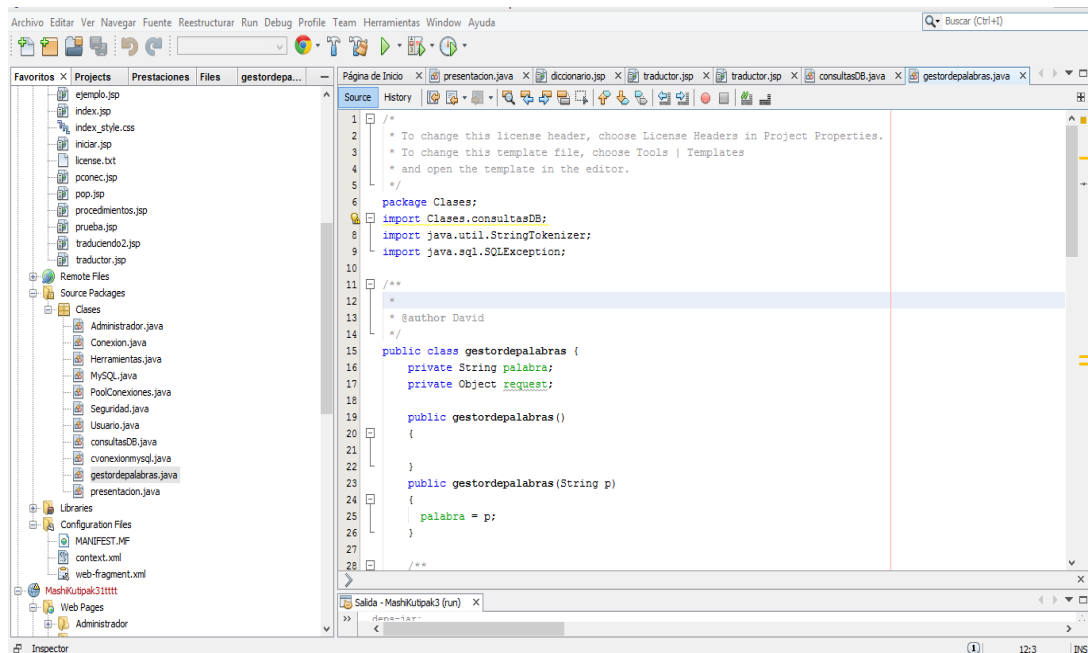 Archivo Editar Ver Navegar Fuente Reestructurar Run Debug Profile Team Herramientas Window Ayuda
Buscar (Ctrl+I)
Favoritos Projects Prestaciones Files gestordepa...
ejemplo.jsp
index.jsp
index_style.css
iniciar.jsp
license.txt
pconec.jsp
pop.jsp
procedimientos.jsp
prueba.jsp
traduciendo2.jsp
traductor.jsp
Remote Files
Source Packages
Clases
Administrador.java
Conexion.java
Herramientas.java
MySQL.java
PoolConexiones.java
Seguridad.java
Usuario.java
consultasDB.java
cvonexionmysql.java
gestordepalabras.java
presentacion.java
Libraries
Configuration Files
MANIFEST.MF
context.xml
web-fragment.xml
MashiKutipak31tttt
Web Pages
Administrador
Página de Inicio presentacion.java diccionario.jsp traductor.jsp traductor.jsp consultasDB.java gestordepalabras.java
Source History
1 /*
2 * To change this license header, choose License Headers in Project Properties.
3 * To change this template file, choose Tools | Templates
4 * and open the template in the editor.
5 */
6 package Clases;
import Clases.consultasDB;
8 import java.util.StringTokenizer;
9 import java.sql.SQLException;
10
11 /**
12 *
13 * @author David
14 */
15 public class gestordepalabras {
16 private String palabra;
17 private Object request;
18
19 public gestordepalabras()
20 {
21
22 }
23 public gestordepalabras(String p)
24 {
25 palabra = p;
26 }
27
28 /**
Salida - MashiKutipak3 (run)
deps-jar:
Inspector
1 12:3 INS